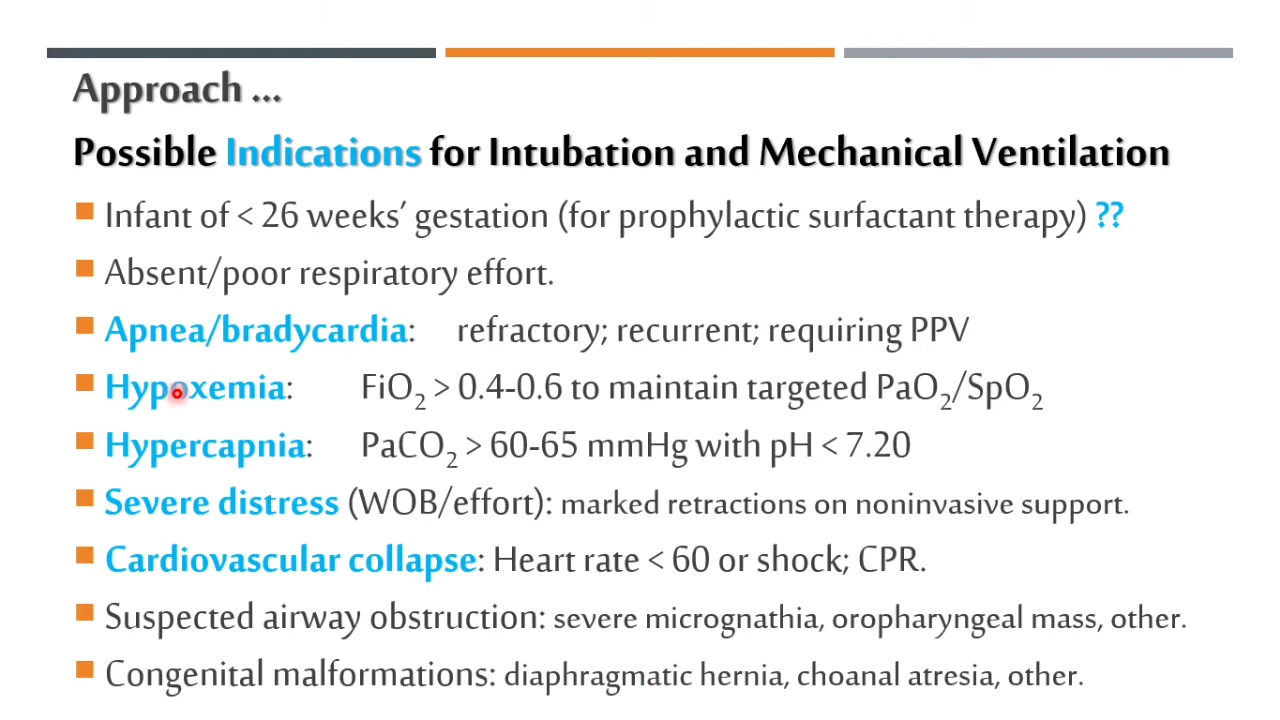 Approach ...
Possible Indications for Intubation and Mechanical Ventilation
Infant of < 26 weeks' gestation (for prophylactic surfactant therapy) ??
Absent/poor respiratory effort.
Apnea/bradycardia: refractory; recurrent; requiring PPV
Hypoxemia: FiO₂ > 0.4-0.6 to maintain targeted PaO₂/SpO₂
Hypercapnia: PaCO₂ > 60-65 mmHg with pH < 7.20
Severe distress (WOB/effort): marked retractions on noninvasive support.
Cardiovascular collapse: Heart rate < 60 or shock; CPR.
Suspected airway obstruction: severe micrognathia, oropharyngeal mass, other.
Congenital malformations: diaphragmatic hernia, choanal atresia, other.